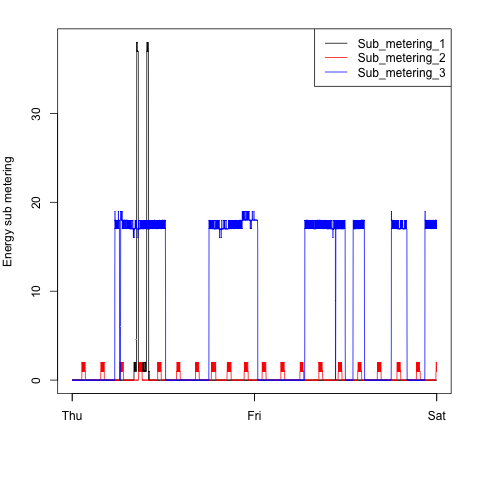 Sub_metering_1
Sub_metering_2
Sub_metering_3
Energy sub metering
30
20
10
0
Thu
Fri
Sat